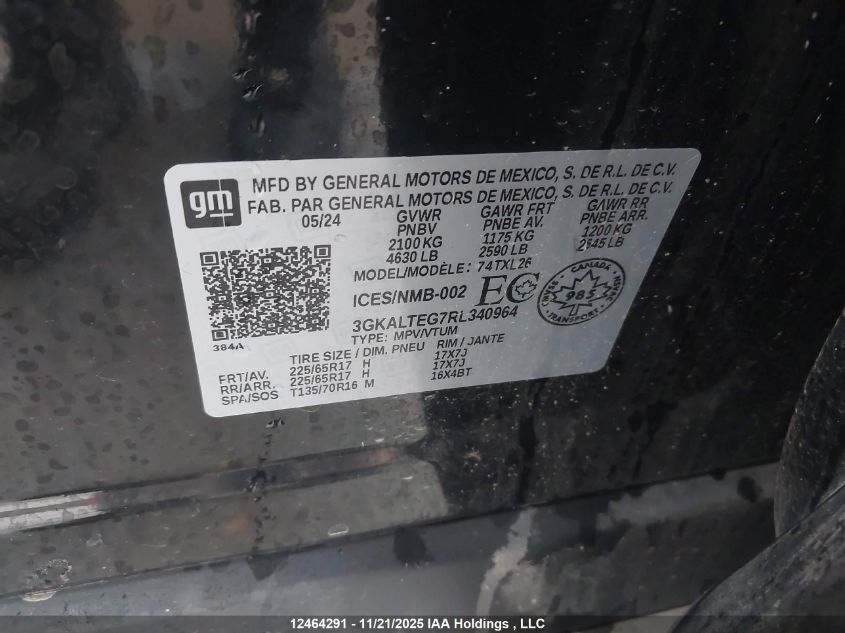 gm
MFD BY GENERAL MOTORS DE MEXICO, S. DE R.L. DE C.V.
FAB. PAR GENERAL MOTORS DE MEXICO, S. DE R.L. DE C.V.
05/24 GVWR GAWR FRT GAWR RR
PNBV PNBE AV. PNBE ARR.
2100 KG 1175 KG 1200 KG
4630 LB 2590 LB 2645 LB
MODEL/MODÈLE: 74TXL26
ICES/NMB-002 EC
CANADA
985
TRANSPORT
384A
3GKALTEG7RL340964
TYPE: MPV/VTUM
TIRE SIZE / DIM. PNEU RIM / JANTE
FRT/AV. 225/65R17 H 17X7J
RR/ARR. 225/65R17 H 17X7J
SPA/SOS T135/70R16 M 16X4BT
12464291 - 11/21/2025 IAA Holdings , LLC